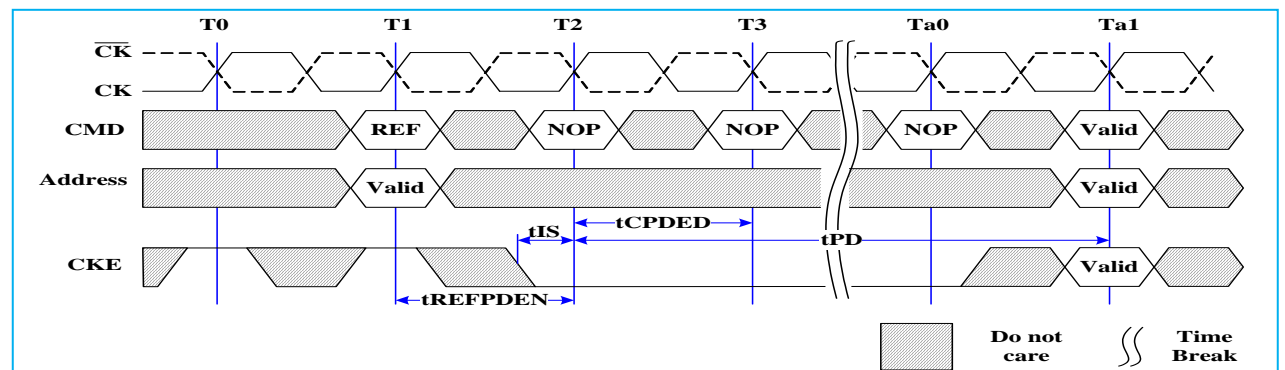 T0 T1 T2 T3 Ta0 Ta1
CK
CK
CMD REF NOP NOP NOP Valid
Address Valid Valid
tIS tCPDED tPD
CKE Valid
tREFPDEN
Do not care
Time Break